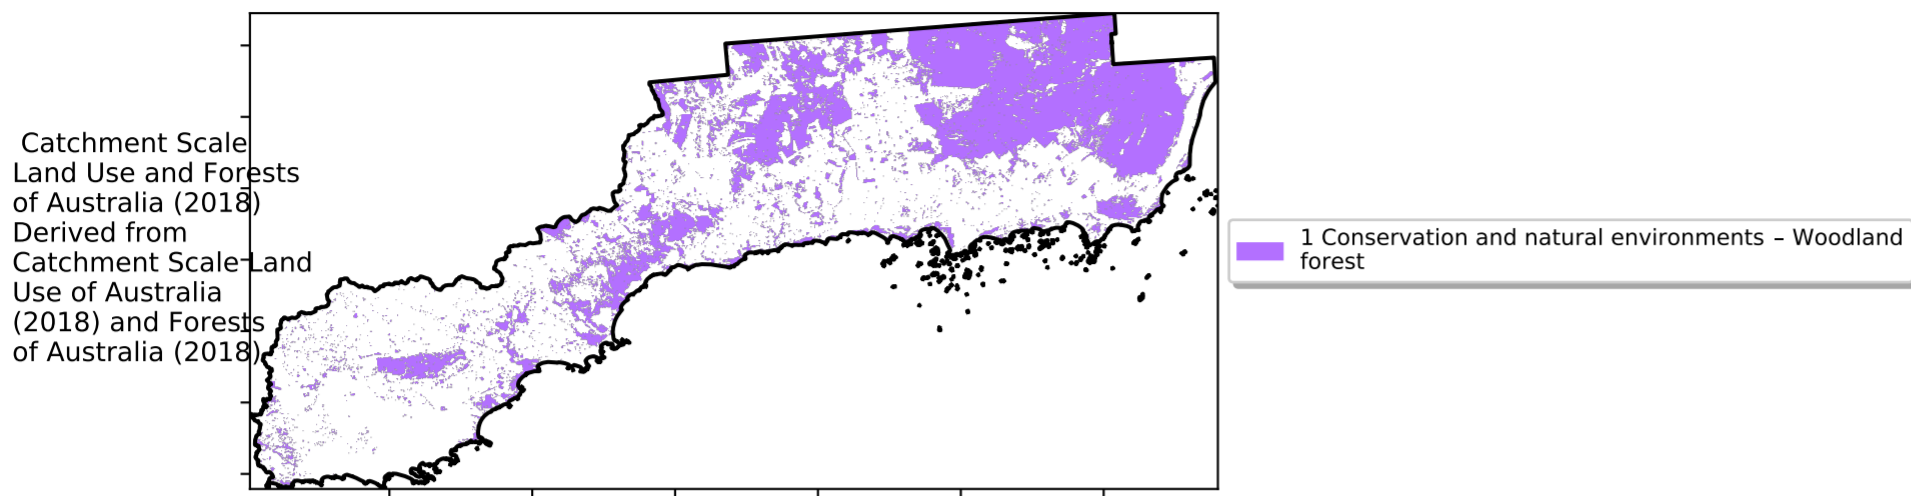 Catchment Scale
Land Use and Forests
of Australia (2018)
Derived from
Catchment Scale Land
Use of Australia
(2018) and Forests
of Australia (2018)
1 Conservation and natural environments – Woodland
forest